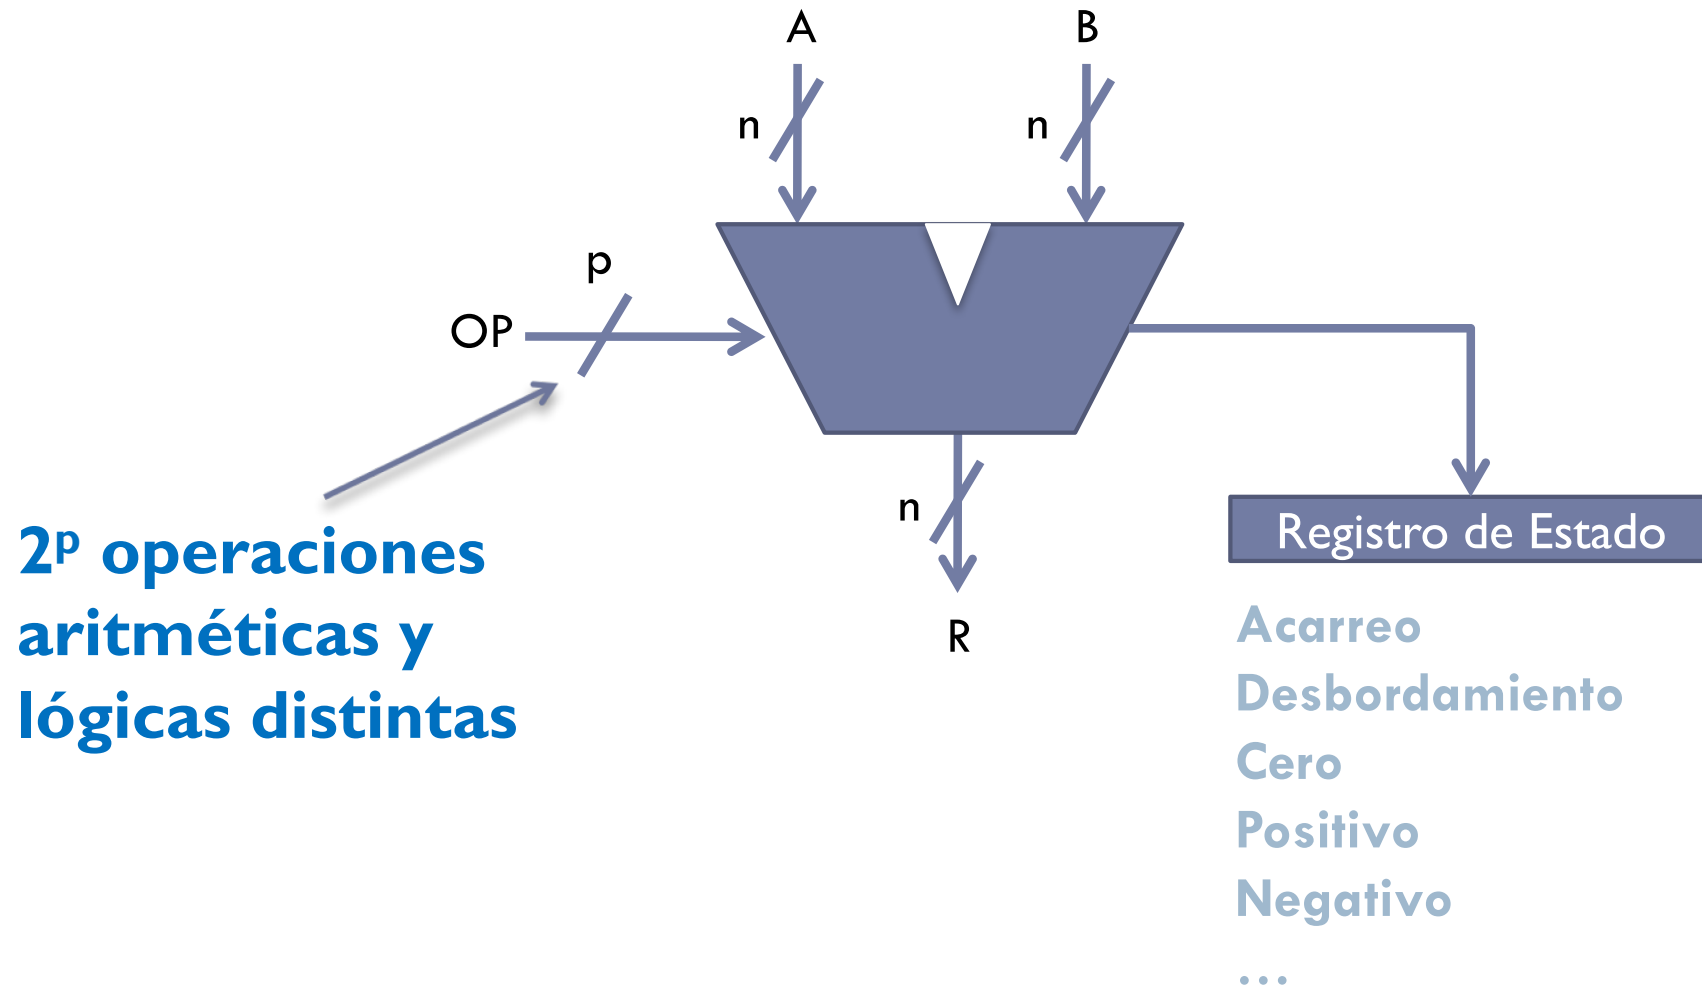 A
B
n
n
p
OP
n
R
2ᵖ operaciones
aritméticas y
lógicas distintas
Registro de Estado
Acarreo
Desbordamiento
Cero
Positivo
Negativo
...